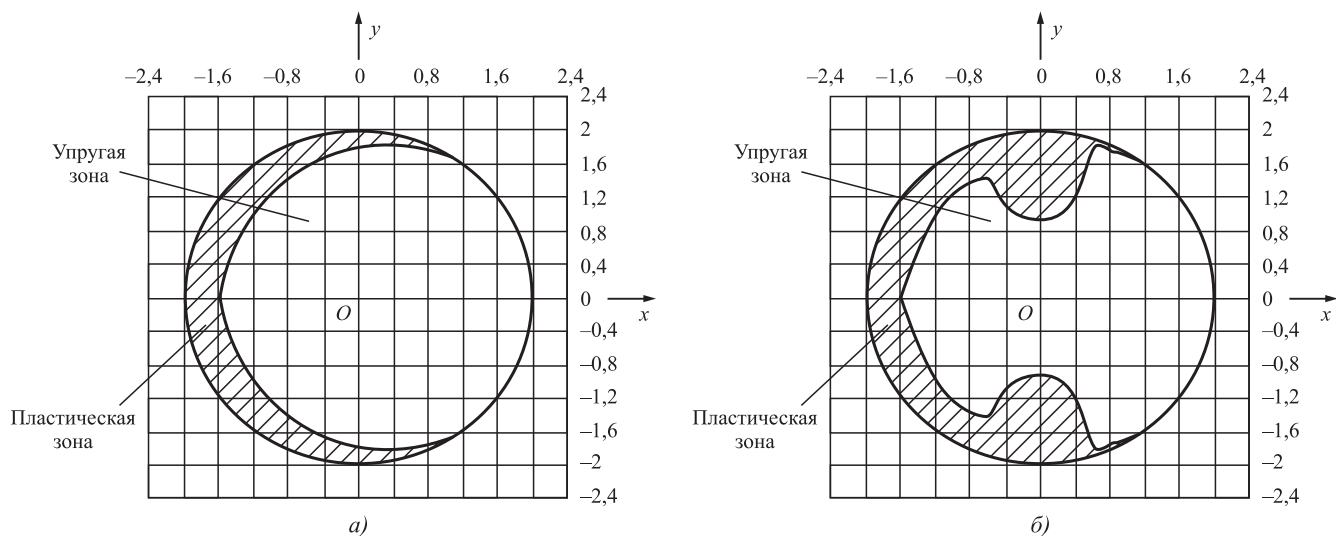 y
–2,4 –1,6 –0,8 0 0,8 1,6 2,4
2,4
2
1,6
1,2
0,8
0,4
0
–0,4
–0,8
–1,2
–1,6
–2
–2,4
x
O
Упругая
зона
Пластическая
зона
а)
y
–2,4 –1,6 –0,8 0 0,8 1,6 2,4
2,4
2
1,6
1,2
0,8
0,4
0
–0,4
–0,8
–1,2
–1,6
–2
–2,4
x
O
Упругая
зона
Пластическая
зона
б)